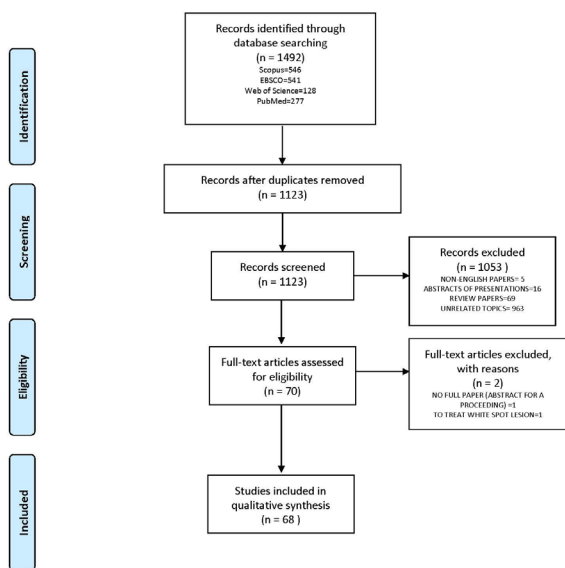 Identification
Records identified through
database searching
(n = 1492)
Scopus=546
EBSCO=541
Web of Science=128
PubMed=277
Records after duplicates removed
(n = 1123)
Screening
Records screened
(n = 1123)
Records excluded
(n = 1053 )
NON-ENGLISH PAPERS= 5
ABSTRACTS OF PRESENTATIONS=16
REVIEW PAPERS=69
UNRELATED TOPICS= 963
Eligibility
Full-text articles assessed
for eligibility
(n = 70)
Full-text articles excluded,
with reasons
(n = 2)
NO FULL PAPER (ABSTRACT FOR A
PROCEEDING) =1
TO TREAT WHITE SPOT LESION=1
Included
Studies included in
qualitative synthesis
(n = 68 )